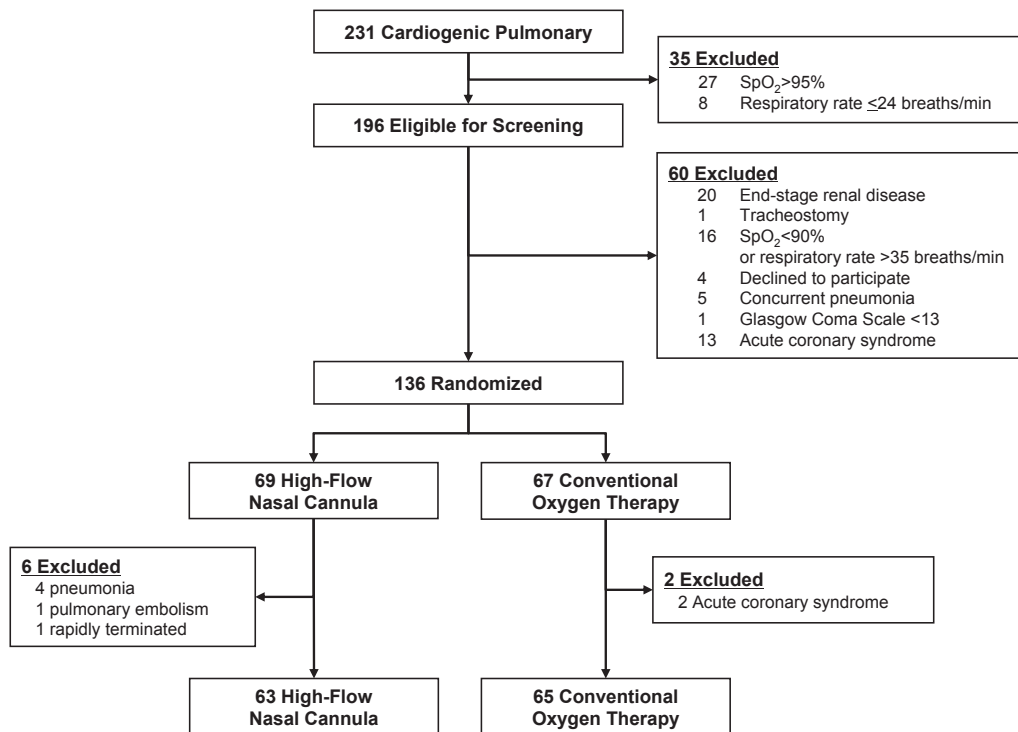 231 Cardiogenic Pulmonary
35 Excluded
27 SpO₂>95%
8 Respiratory rate ≤24 breaths/min
196 Eligible for Screening
60 Excluded
20 End-stage renal disease
1 Tracheostomy
16 SpO₂<90%
or respiratory rate >35 breaths/min
4 Declined to participate
5 Concurrent pneumonia
1 Glasgow Coma Scale <13
13 Acute coronary syndrome
136 Randomized
69 High-Flow
Nasal Cannula
67 Conventional
Oxygen Therapy
6 Excluded
4 pneumonia
1 pulmonary embolism
1 rapidly terminated
2 Excluded
2 Acute coronary syndrome
63 High-Flow
Nasal Cannula
65 Conventional
Oxygen Therapy